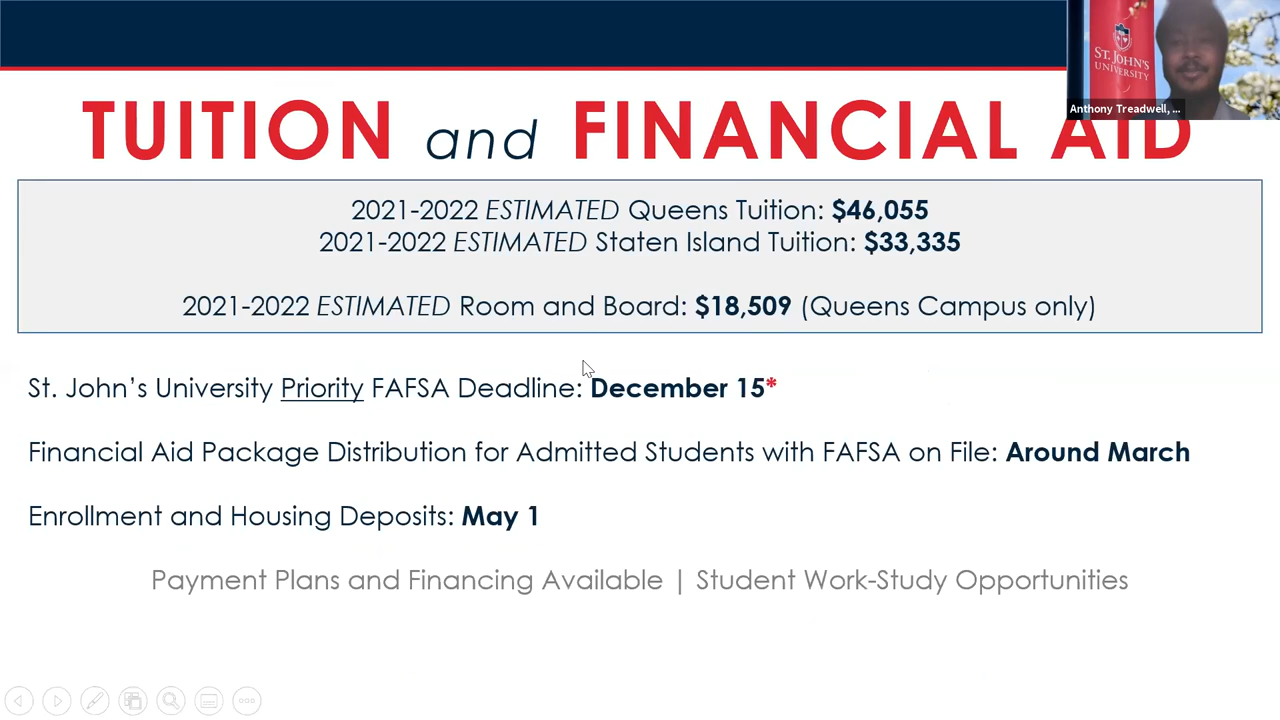 ST. JOHN'S
UNIVERSITY
Anthony Treadwell, ...
TUITION and FINANCIAL AID
2021-2022 ESTIMATED Queens Tuition: $46,055
2021-2022 ESTIMATED Staten Island Tuition: $33,335
2021-2022 ESTIMATED Room and Board: $18,509 (Queens Campus only)
St. John’s University Priority FAFSA Deadline: December 15*
Financial Aid Package Distribution for Admitted Students with FAFSA on File: Around March
Enrollment and Housing Deposits: May 1
Payment Plans and Financing Available | Student Work-Study Opportunities